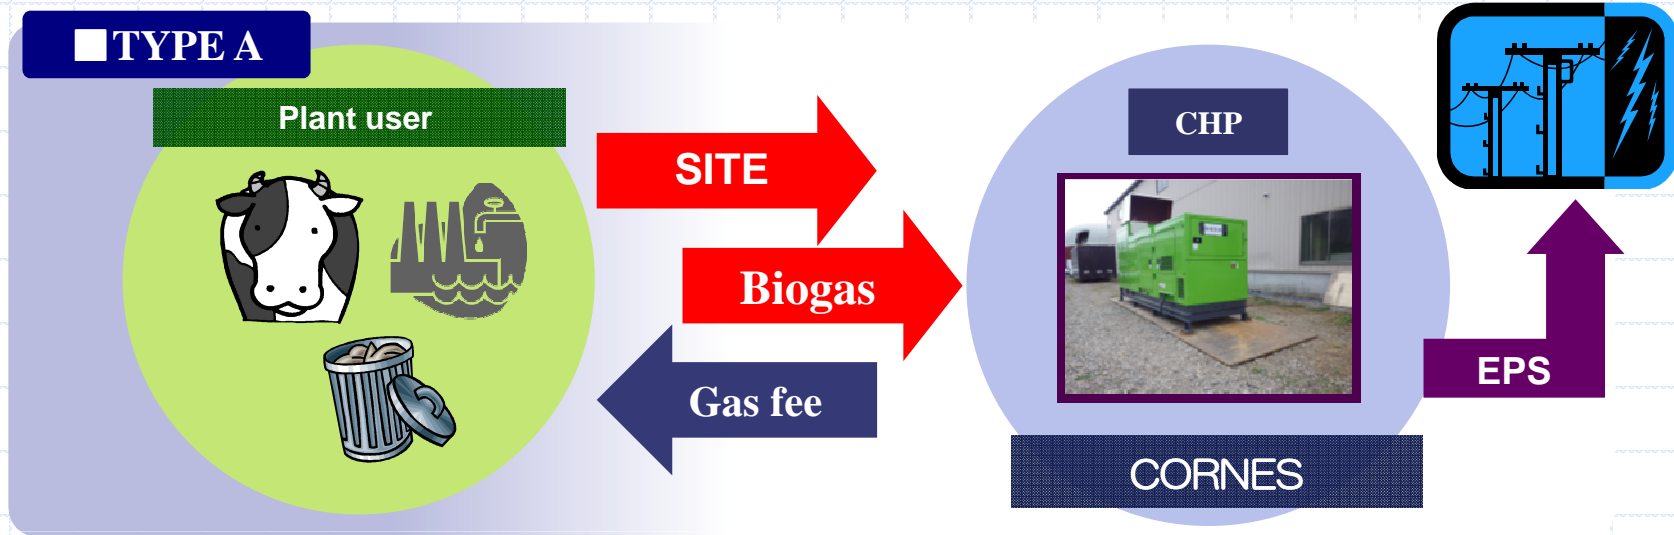 ■TYPE A
Plant user
SITE
Biogas
Gas fee
CHP
CORNES
EPS